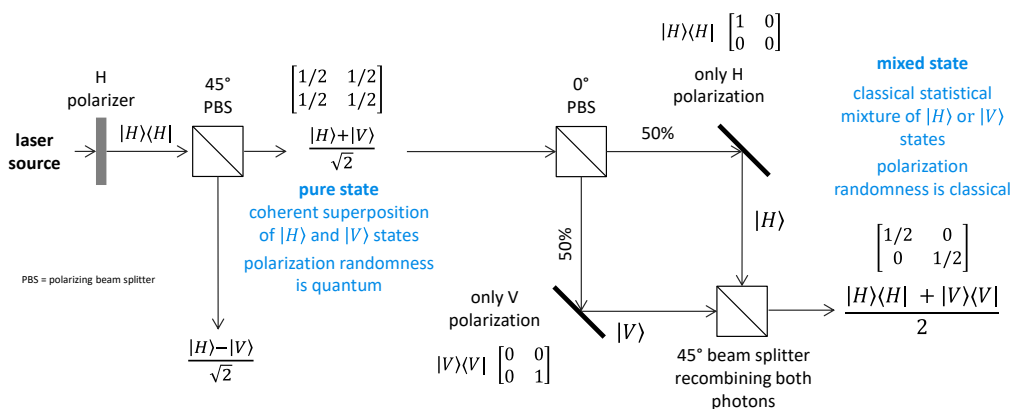 H
polarizer
laser
source
|H⟩⟨H|
45°
PBS
[1/2 1/2]
[1/2 1/2]
|H⟩+|V⟩
√2
pure state
coherent superposition
of |H⟩ and |V⟩ states
polarization randomness
is quantum
PBS = polarizing beam splitter
|H⟩−|V⟩
√2
0°
PBS
50%
50%
|H⟩⟨H| [1 0]
[0 0]
only H
polarization
|H⟩
only V
polarization
|V⟩
|V⟩⟨V| [0 0]
[0 1]
45° beam splitter
recombining both
photons
mixed state
classical statistical
mixture of |H⟩ or |V⟩
states
polarization
randomness is classical
[1/2 0]
[0 1/2]
|H⟩⟨H| +|V⟩⟨V|
2